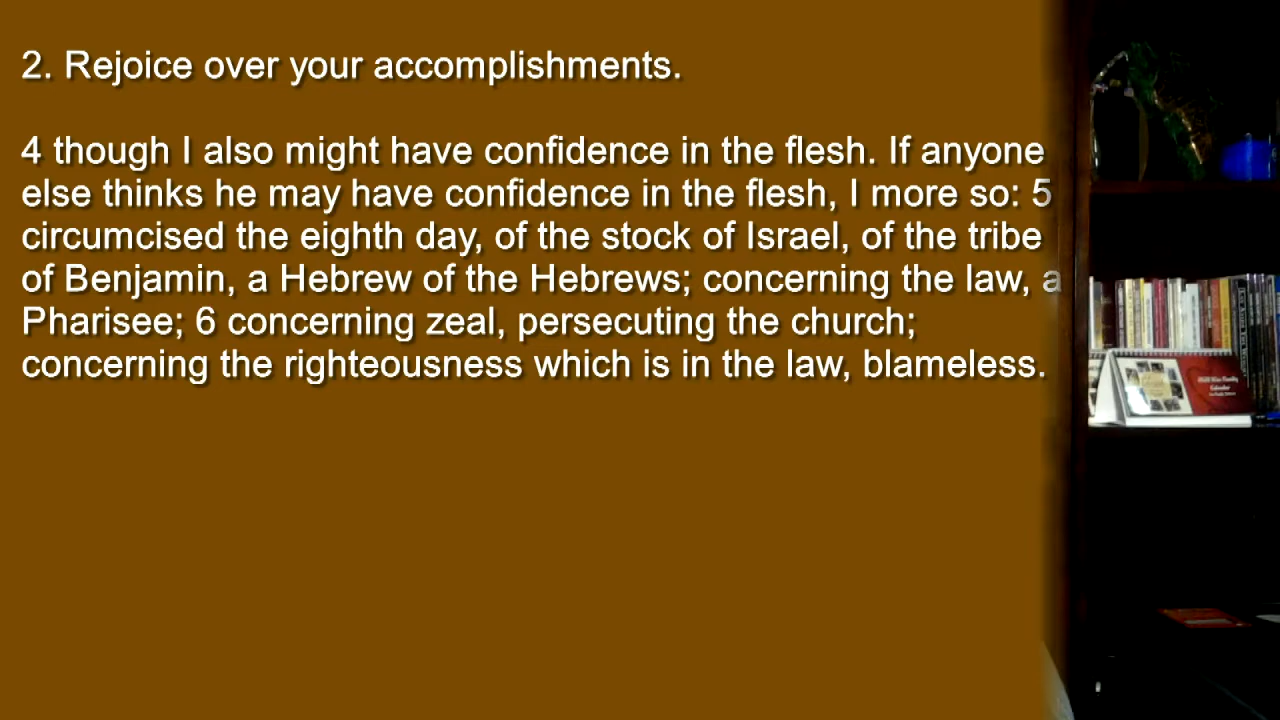 2. Rejoice over your accomplishments.
4 though I also might have confidence in the flesh. If anyone
else thinks he may have confidence in the flesh, I more so: 5
circumcised the eighth day, of the stock of Israel, of the tribe
of Benjamin, a Hebrew of the Hebrews; concerning the law, a
Pharisee; 6 concerning zeal, persecuting the church;
concerning the righteousness which is in the law, blameless.